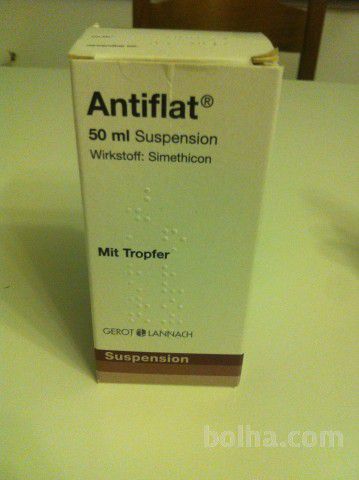 Antiflat®
50 ml Suspension
Wirkstoff: Simethicon
Mit Tropfer
GEROT LANNACH
Suspension
bolha.com